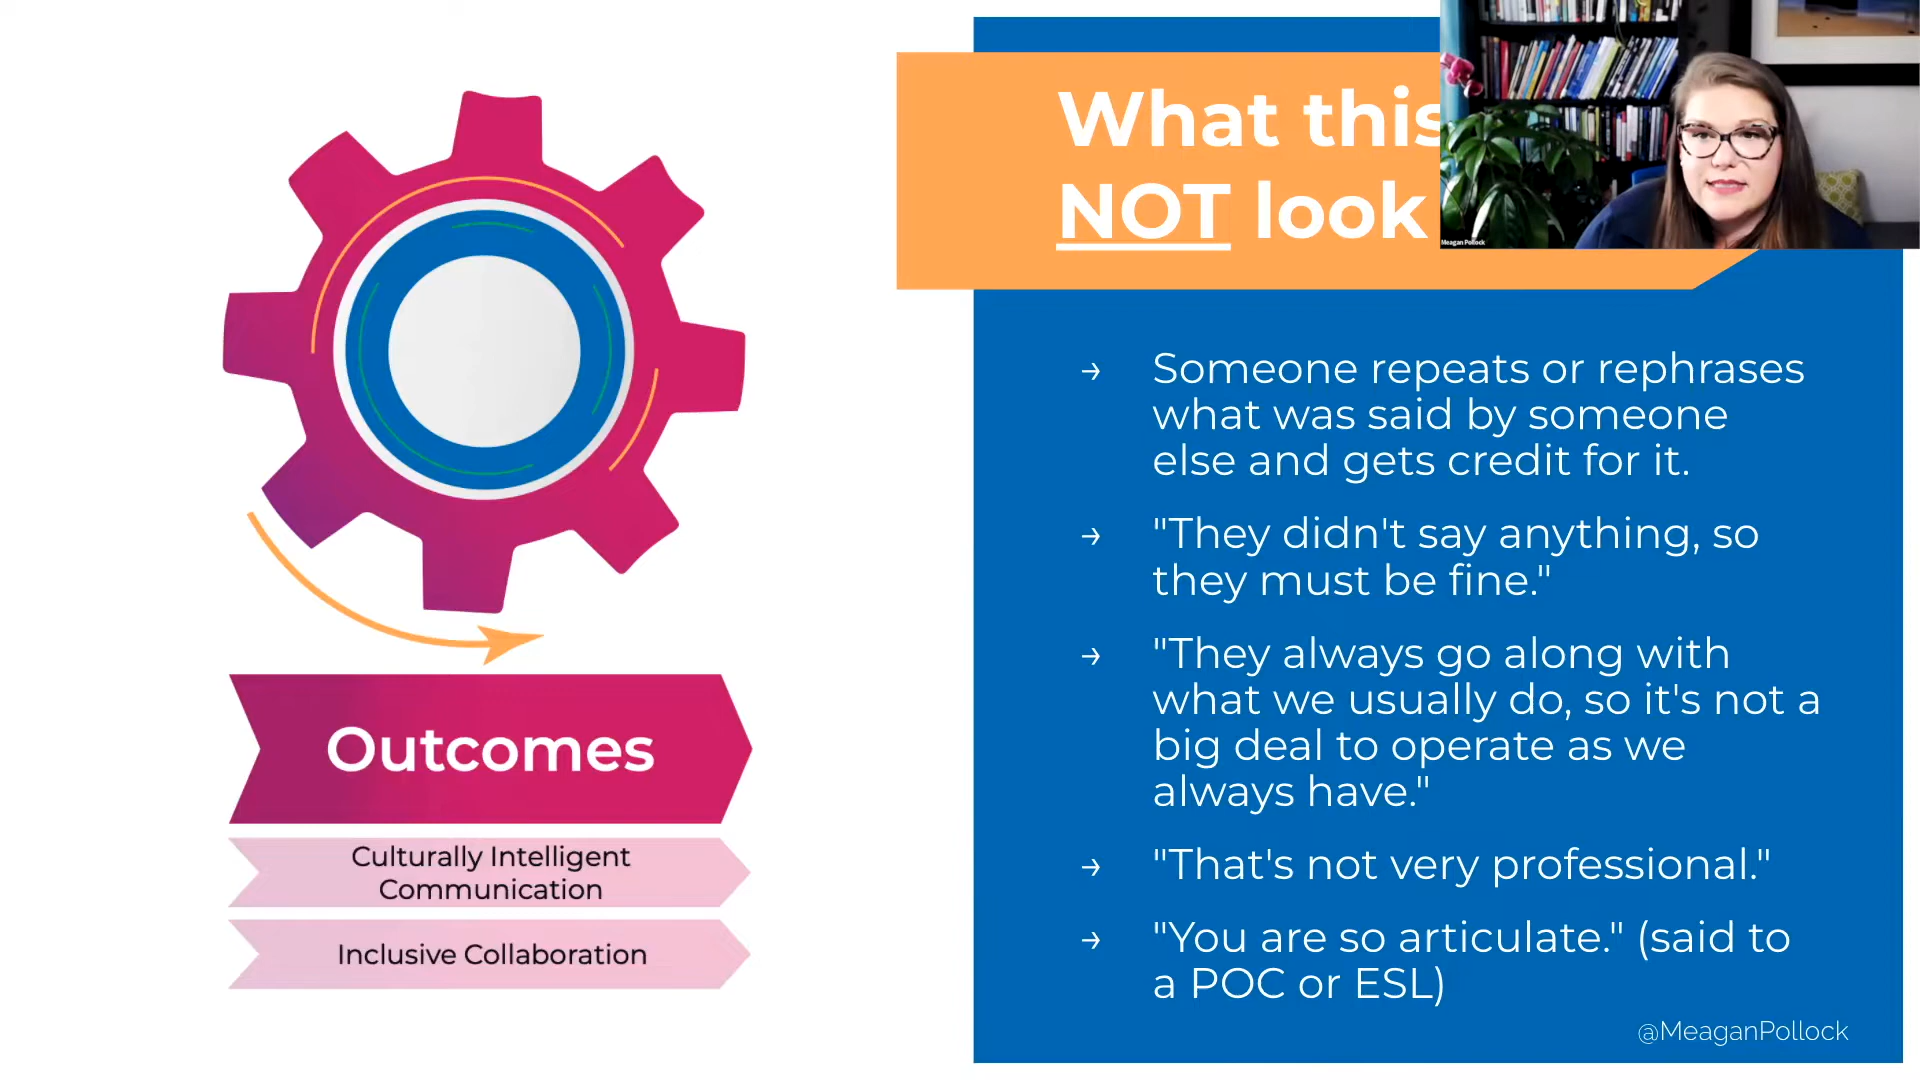 What this
NOT look
Meagan Pollock
→ Someone repeats or rephrases
what was said by someone
else and gets credit for it.
→ "They didn't say anything, so
they must be fine."
→ "They always go along with
what we usually do, so it's not a
big deal to operate as we
always have."
→ "That's not very professional."
→ "You are so articulate." (said to
a POC or ESL)
@MeaganPollock
Outcomes
Culturally Intelligent
Communication
Inclusive Collaboration